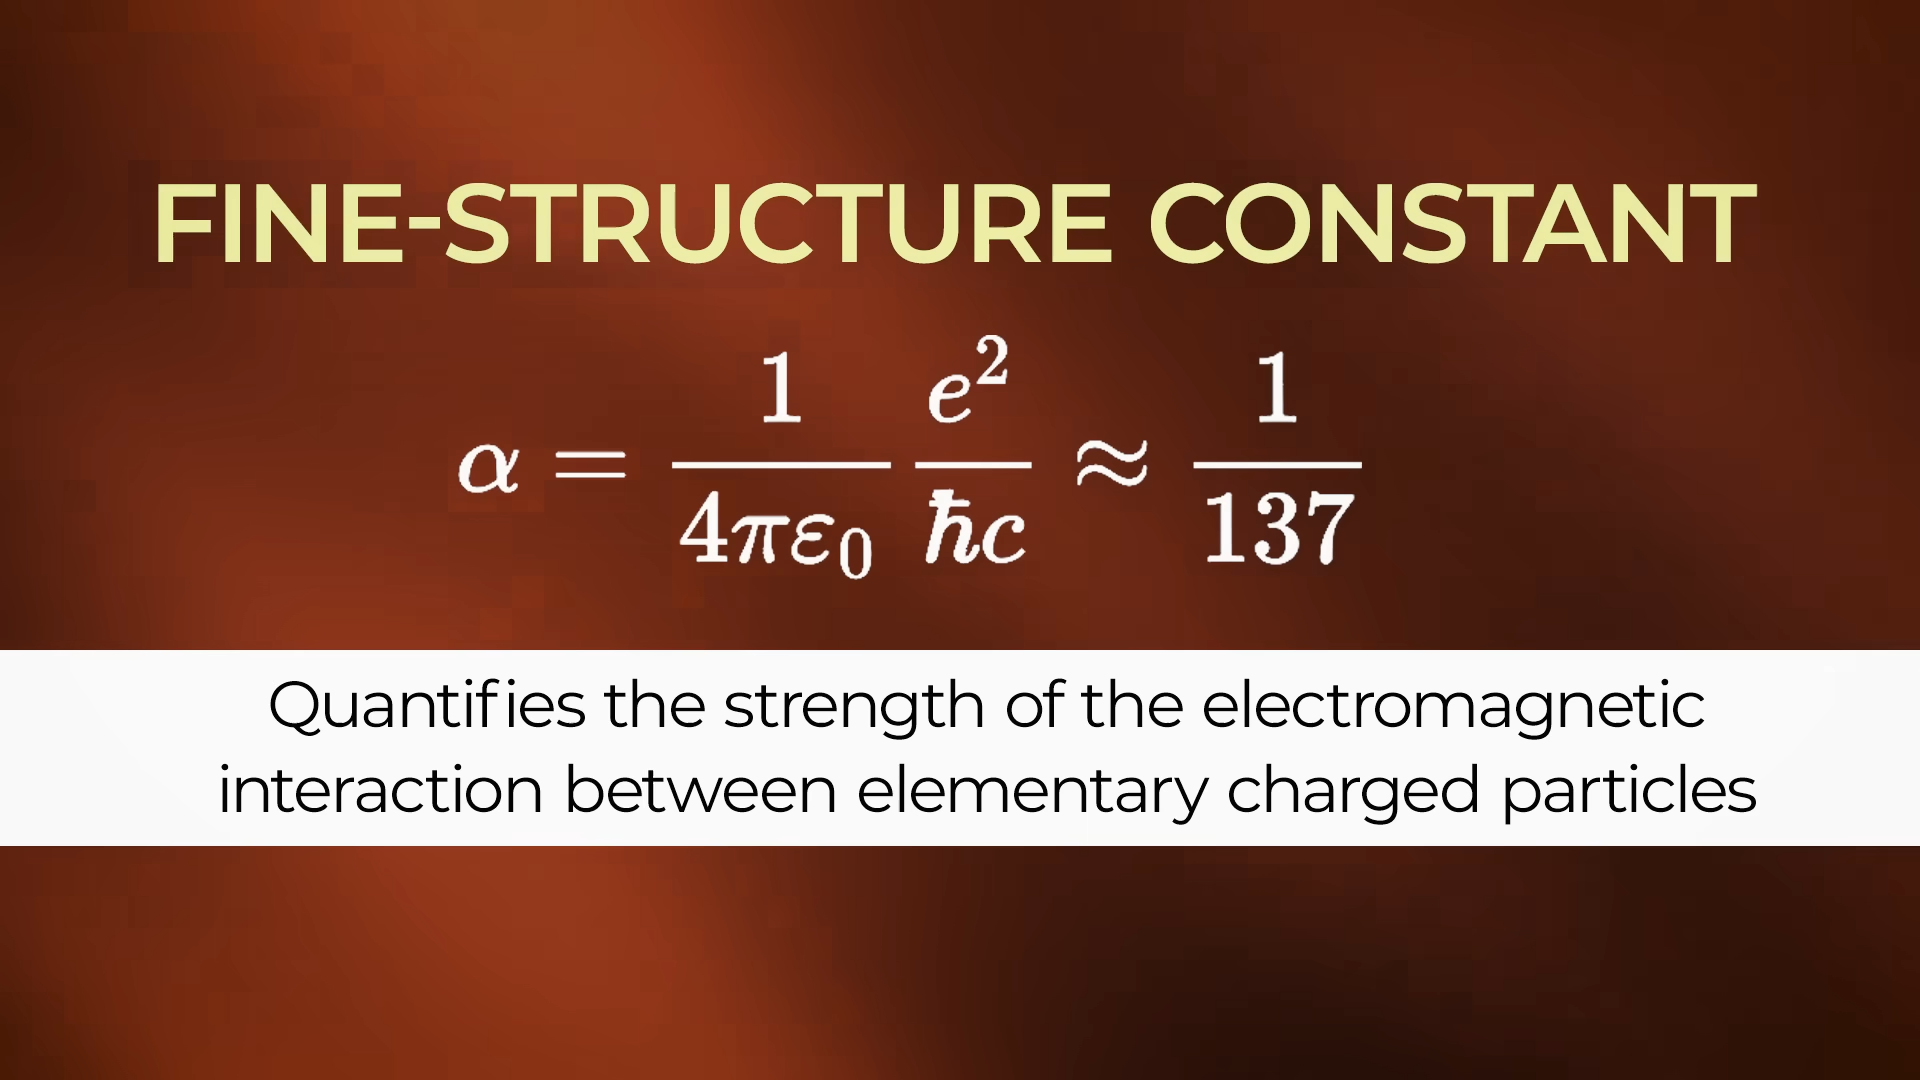 FINE-STRUCTURE CONSTANT
α = 1/(4πε₀) e²/(ħc) ≈ 1/137
Quantifies the strength of the electromagnetic
interaction between elementary charged particles